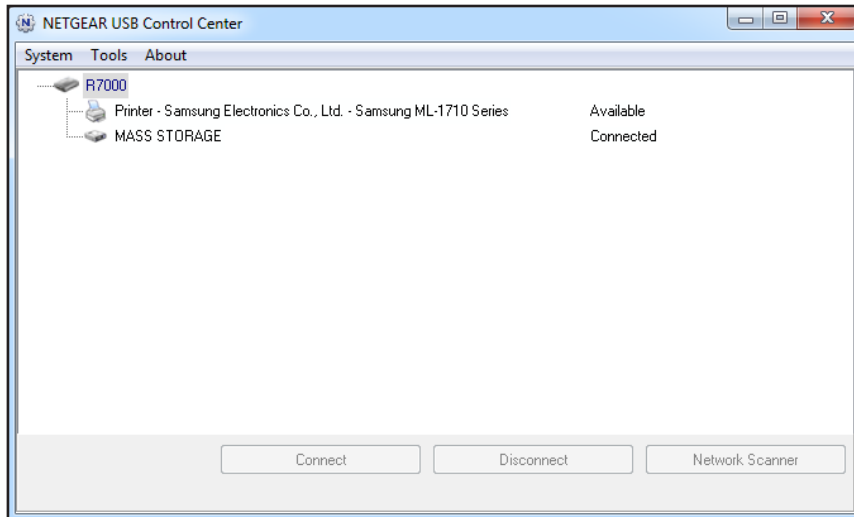 NETGEAR USB Control Center
System Tools About
R7000
Printer - Samsung Electronics Co., Ltd. - Samsung ML-1710 Series Available
MASS STORAGE Connected
Connect Disconnect Network Scanner